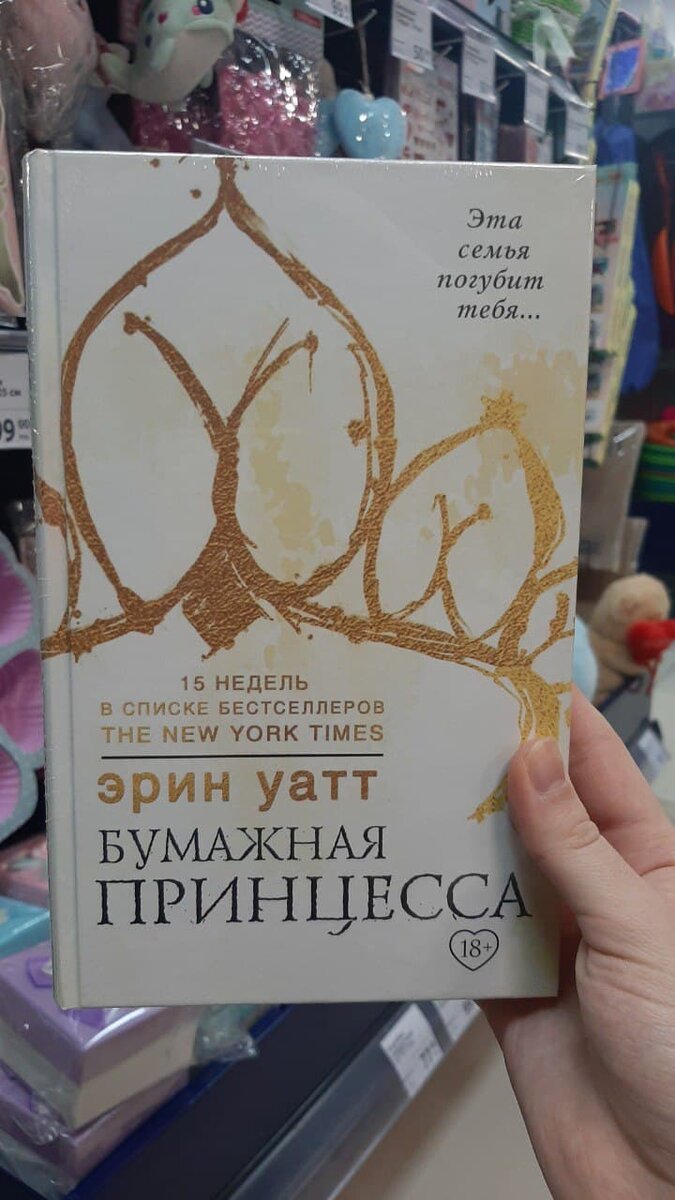 Эта
семья
погубит
тебя...
15 НЕДЕЛЬ
В СПИСКЕ БЕСТСЕЛЛЕРОВ
THE NEW YORK TIMES
эрин уатт
БУМАЖНАЯ
ПРИНЦЕССА
18+